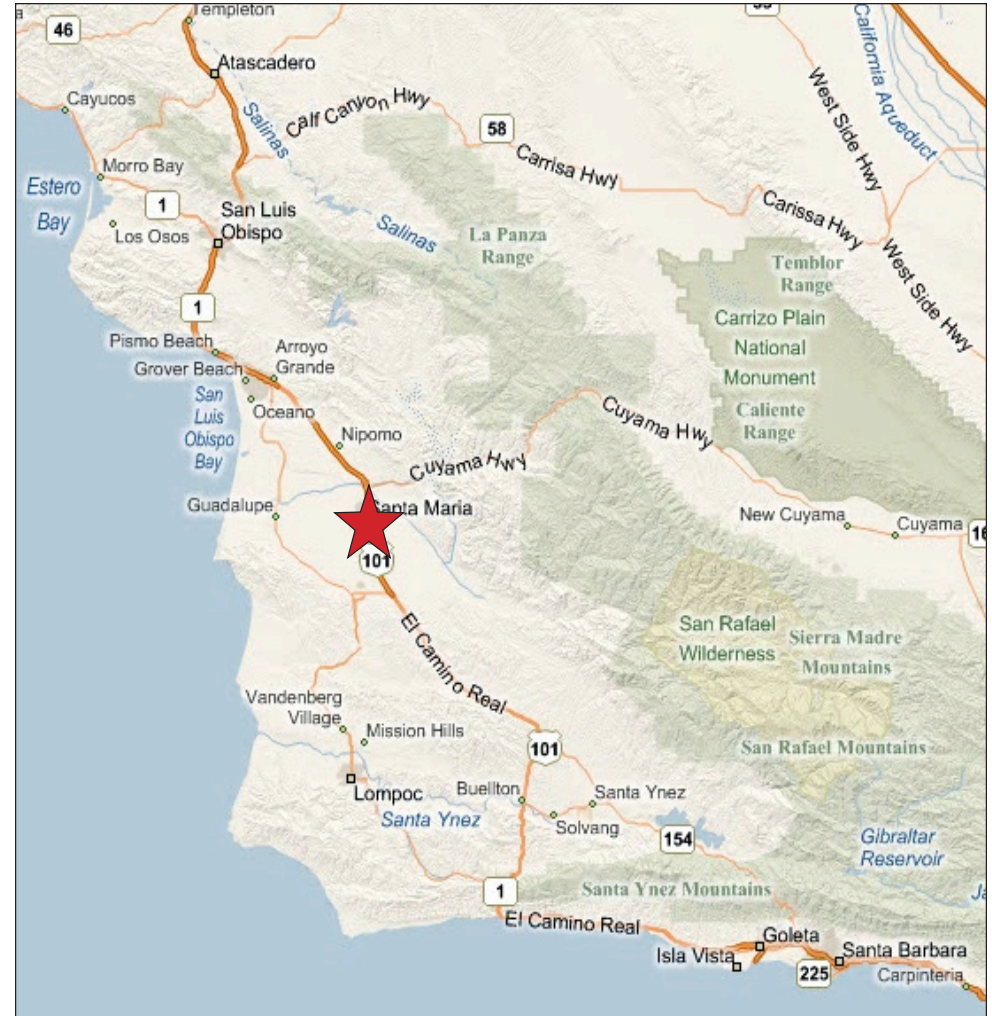 Templeton
46
Atascadero
California Aqueduct
Cayucos
Calf Canyon Hwy
Salinas
58
West Side Hwy
Carrisa Hwy
Morro Bay
Estero
Bay
1
San Luis
Obispo
Los Osos
Salinas
La Panza
Range
Carissa Hwy
West Side Hwy
Temblor
Range
1
Carrizo Plain
National
Monument
Pismo Beach
Arroyo
Grande
Grover Beach
San
Luis
Obispo
Bay
Oceano
Caliente
Range
Cuyama Hwy
Nipomo
Cuyama Hwy
Guadalupe
Santa Maria
New Cuyama
Cuyama
16
101
San Rafael
Wilderness
Sierra Madre
Mountains
El Camino Real
Vandenberg
Village
Mission Hills
San Rafael Mountains
101
Lompoc
Buellton
Santa Ynez
Santa Ynez
Solvang
154
Gibraltar
Reservoir
1
Santa Ynez Mountains
El Camino Real
Goleta
Isla Vista
Santa Barbara
225
Carpinteria